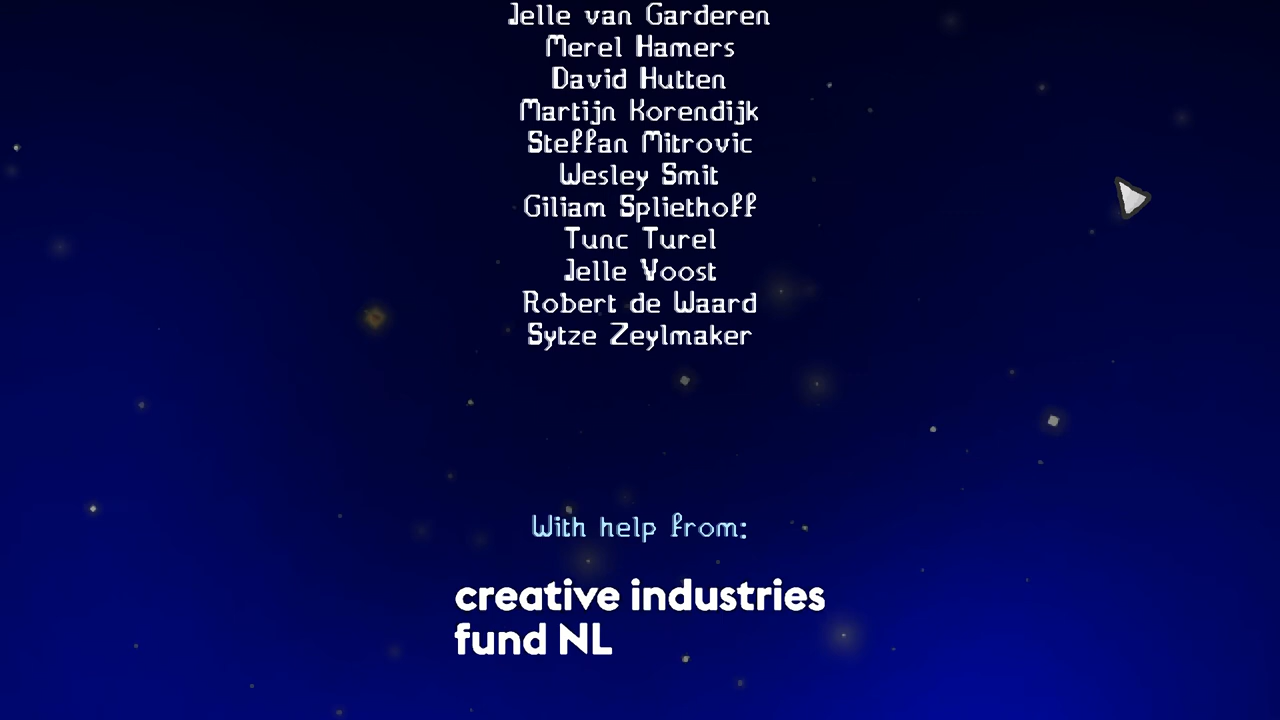 Jelle van Garderen
Merel Hamers
David Hutten
Martijn Korendijk
Steffan Mitrovic
Wesley Smit
Giliam Spliethoff
Tunc Turel
Jelle Voost
Robert de Waard
Sytze Zeylmaker
With help from:
creative industries
fund NL